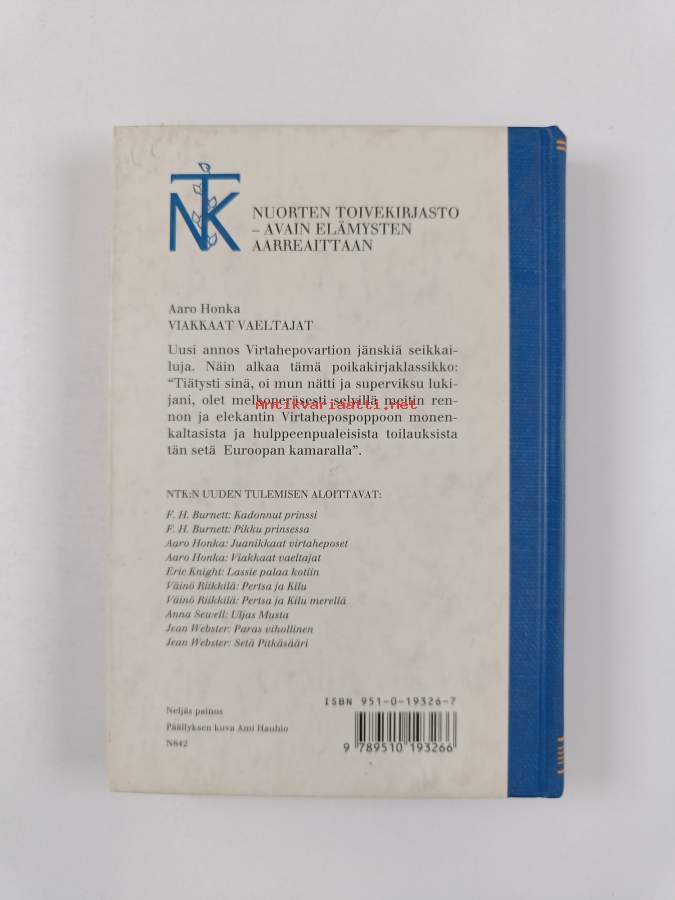 NTK
NUORTEN TOIVEKIRJASTO
– AVAIN ELÄMYSTEN
AARREAITTAAN
Aaro Honka
VIAKKAAT VAELTAJAT
Uusi annos Virtahepovartion jänskiä seikkai-
luja. Näin alkaa tämä poikakirjaklassikko:
“Tiätysti sinä, oi mun nätti ja superviksu luki-
jani, olet melkoperäsesti selvillä meitin ren-
Antikvariaatti.net
non ja elekantin Virtahepospoppoon monen-
kaltasista ja hulppeenpualeisista toilauksista
tän setä Euroopan kamaralla”.
NTK:N UUDEN TULEMISEN ALOITTAVAT:
F. H. Burnett: Kadonnut prinssi
F. H. Burnett: Pikku prinsessa
Aaro Honka: Juanikkaat virtaheposet
Aaro Honka: Viakkaat vaeltajat
Eric Knight: Lassie palaa kotiin
Väinö Riikkilä: Pertsa ja Kilu
Väinö Riikkilä: Pertsa ja Kilu merellä
Anna Sewell: Uljas Musta
Jean Webster: Paras vihollinen
Jean Webster: Setä Pitkäsääri
ISBN 951-0-19326-7
Neljäs painos
Päällyksen kuva Ami Hauhio
N842
9 789510 193266